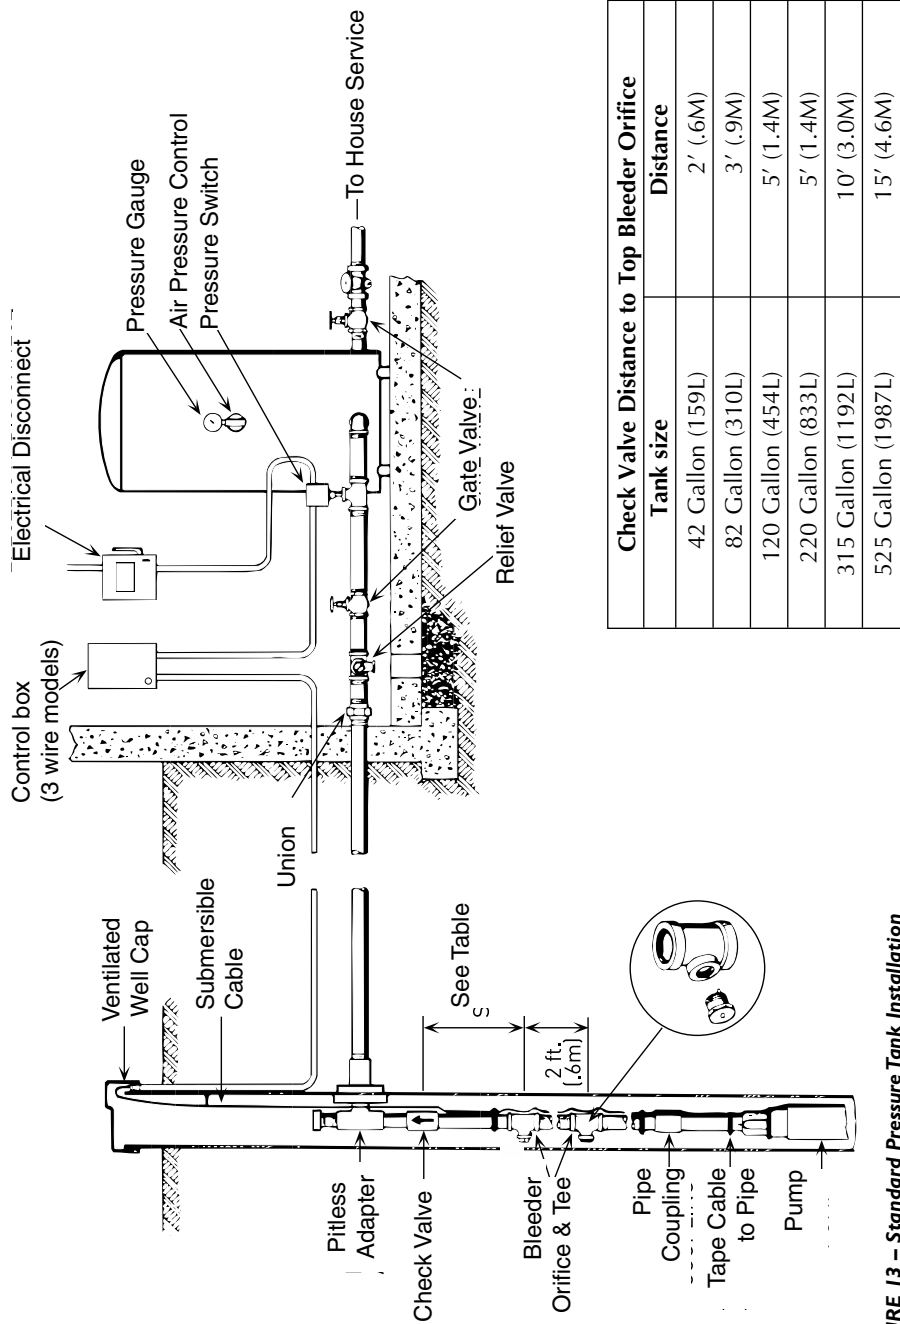 Control box
(3 wire models)
Electrical Disconnect
Pressure Gauge
Air Pressure Control
Pressure Switch
To House Service
Gate Valve
Relief Valve
Union
Ventilated
Well Cap
Submersible
Cable
See Table
2 ft.
(.6m)
Pitless
Adapter
Check Valve
Bleeder
Orifice & Tee
Pipe
Coupling
Tape Cable
to Pipe
Pump
Check Valve Distance to Top Bleeder Orifice
Tank size Distance
42 Gallon (159L) 2’ (.6M)
82 Gallon (310L) 3’ (.9M)
120 Gallon (454L) 5’ (1.4M)
220 Gallon (833L) 5’ (1.4M)
315 Gallon (1192L) 10’ (3.0M)
525 Gallon (1987L) 15’ (4.6M)
13 – Standard Pressure Tank Installation